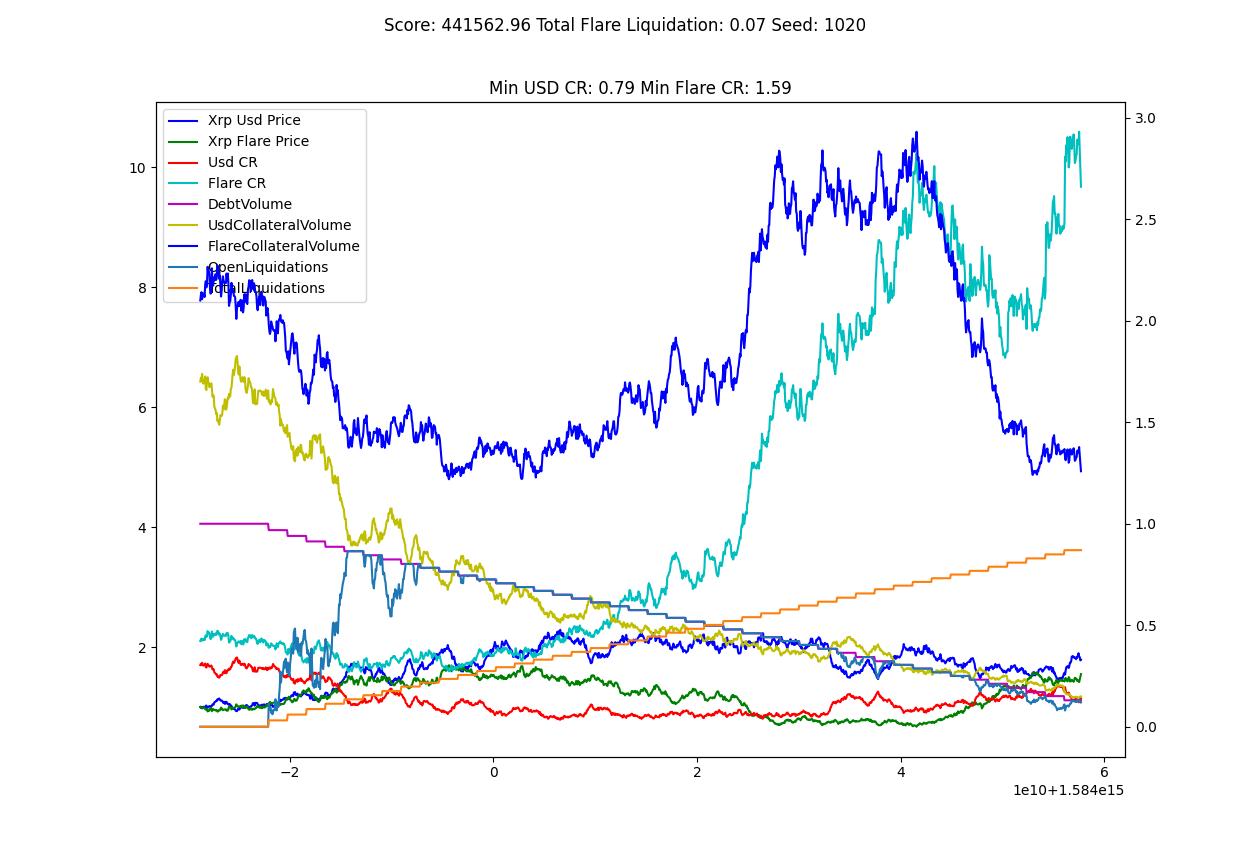 Score: 441562.96 Total Flare Liquidation: 0.07 Seed: 1020
Min USD CR: 0.79 Min Flare CR: 1.59
Xrp Usd Price
Xrp Flare Price
Usd CR
Flare CR
DebtVolume
UsdCollateralVolume
FlareCollateralVolume
OpenLiquidations
TotalLiquidations
10
8
6
4
2
3.0
2.5
2.0
1.5
1.0
0.5
0.0
−2
0
2
4
6
1e10+1.584e15